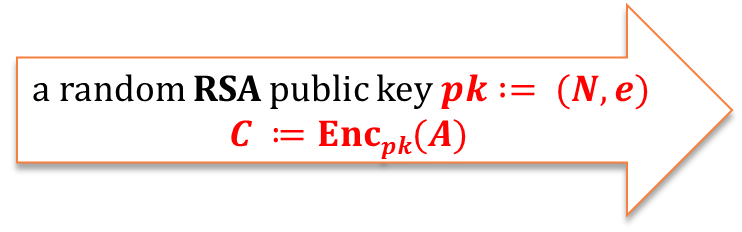 a random RSA public key pk := (N, e)
C := Enc_pk(A)